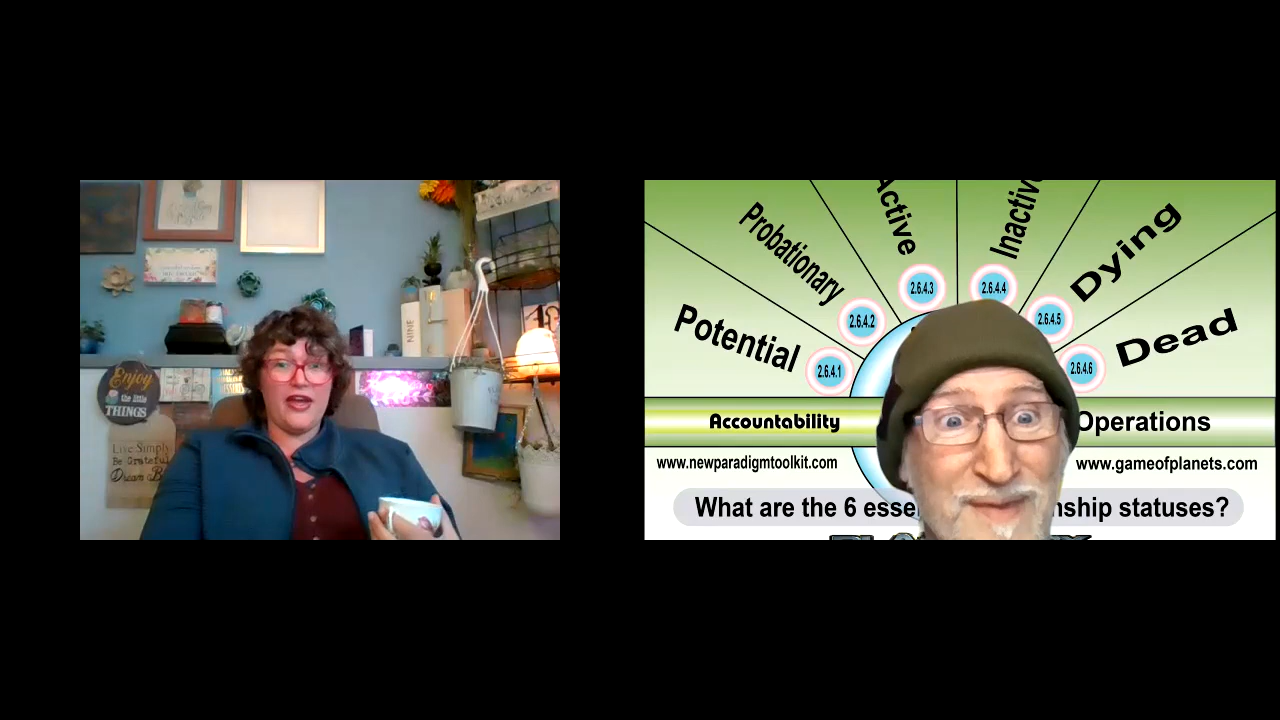 Enjoy
the little
THINGS
Live Simply
Be Grateful
Dream B
NINE
Potential
Probationary
Active
Inactiv
Dying
Dead
2.6.4.1
2.6.4.2
2.6.4.3
2.6.4.4
2.6.4.5
2.6.4.6
Accountability
Operations
www.newparadigmtoolkit.com
www.gameofplanets.com
What are the 6 esse
nship statuses?